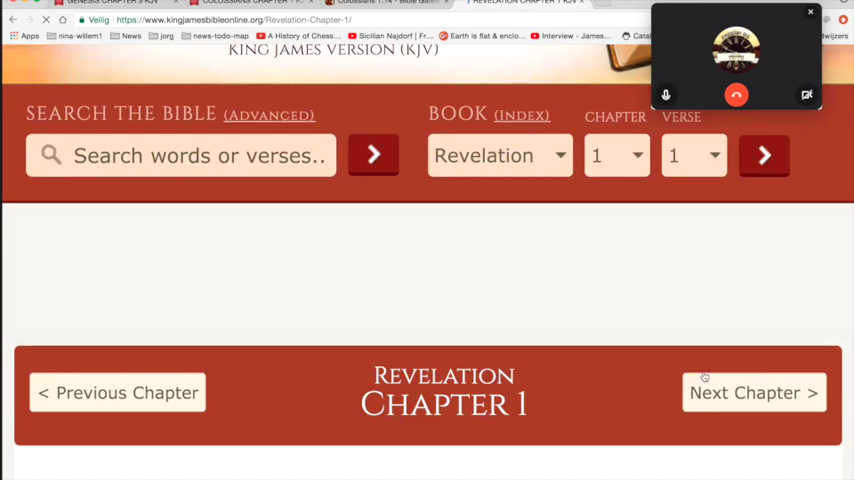 GENESIS CHAPTER 3 KJV
COLOSSIANS CHAPTER 1
Colossians 1:14 - Bible
REVELATION CHAPTER 1 KJV
Veilig
https://www.kingjamesbibleonline.org/Revelation-Chapter-1/
Apps nina-willem1 News jorg news-todo-map A History of Chess... Sicilian Najdorf | Fr... Earth is flat & enclo... Interview - James... wijzers
KING JAMES VERSION (KJV)
SEARCH THE BIBLE (ADVANCED)
BOOK (INDEX) CHAPTER VERSE
Search words or verses..
Revelation 1 1
REVELATION
CHAPTER 1
< Previous Chapter
Next Chapter >